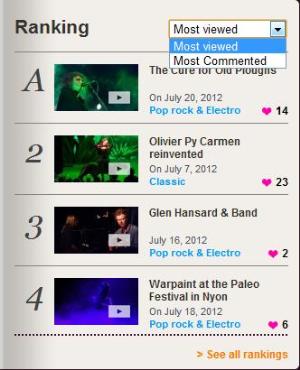 Ranking
Most viewed
Most viewed
Most Commented
A
The Cure for Old Ploughs
On July 20, 2012
Pop rock & Electro
14
2
Olivier Py Carmen
reinvented
On July 7, 2012
Classic
23
3
Glen Hansard & Band
July 16, 2012
Pop rock & Electro
2
4
Warpaint at the Paleo
Festival in Nyon
On July 18, 2012
Pop rock & Electro
6
> See all rankings